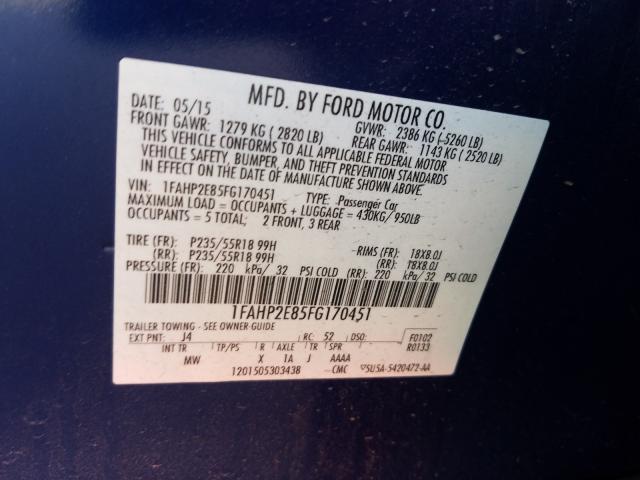 MFD. BY FORD MOTOR CO.
DATE: 05/15 GVWR: 2386 KG (-5260 LB)
FRONT GAWR: 1279 KG ( 2820 LB) REAR GAWR: 1143 KG ( 2520 LB)
THIS VEHICLE CONFORMS TO ALL APPLICABLE FEDERAL MOTOR
VEHICLE SAFETY, BUMPER, AND THEFT PREVENTION STANDARDS
IN EFFECT ON THE DATE OF MANUFACTURE SHOWN ABOVE.
VIN: 1FAHP2E85FG170451 TYPE: Passenger Car
MAXIMUM LOAD = OCCUPANTS + LUGGAGE = 430KG/950LB
OCCUPANTS = 5 TOTAL, 2 FRONT, 3 REAR
TIRE (FR): P235/55R18 99H RIMS (FR): 18X8.0J
(RR): P235/55R18 99H (RR): 18X8.0J
PRESSURE (FR): 220 kPa/ 32 PSI COLD (RR): 220 kPa/ 32 PSI COLD
1FAHP2E85FG170451
TRAILER TOWING - SEE OWNER GUIDE
EXT PNT: J4 RC: 52 DSO: F0102
INT TR TP/PS R AXLE TR SPR R0133
MW X 1A J AAAA
1201505303438 CMC 5U5A-5420472-AA